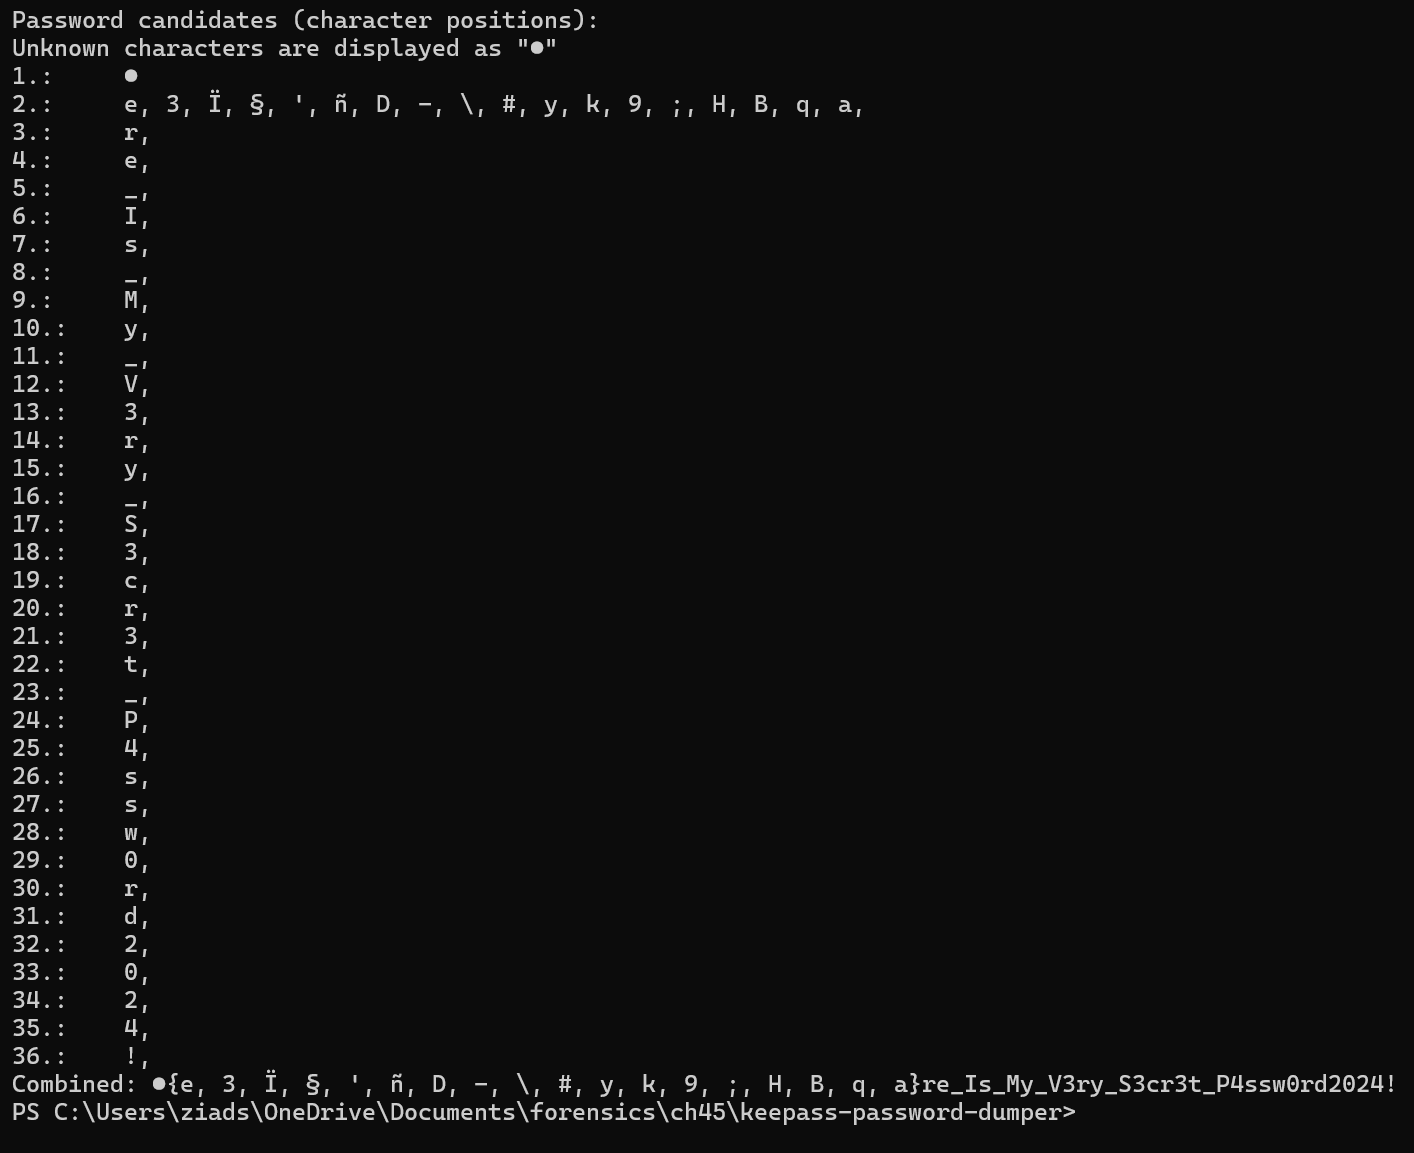 Password candidates (character positions):
Unknown characters are displayed as "●"
1.: ●
2.: e, 3, Ï, §, ', ñ, D, -, \, #, y, k, 9, ;, H, B, q, a,
3.: r,
4.: e,
5.: _,
6.: I,
7.: s,
8.: _,
9.: M,
10.: y,
11.: _,
12.: V,
13.: 3,
14.: r,
15.: y,
16.: _,
17.: S,
18.: 3,
19.: c,
20.: r,
21.: 3,
22.: t,
23.: _,
24.: P,
25.: 4,
26.: s,
27.: s,
28.: w,
29.: 0,
30.: r,
31.: d,
32.: 2,
33.: 0,
34.: 2,
35.: 4,
36.: !,
Combined: ●{e, 3, Ï, §, ', ñ, D, -, \, #, y, k, 9, ;, H, B, q, a}re_Is_My_V3ry_S3cr3t_P4ssw0rd2024!
PS C:\Users\ziads\OneDrive\Documents\forensics\ch45\keepass-password-dumper>